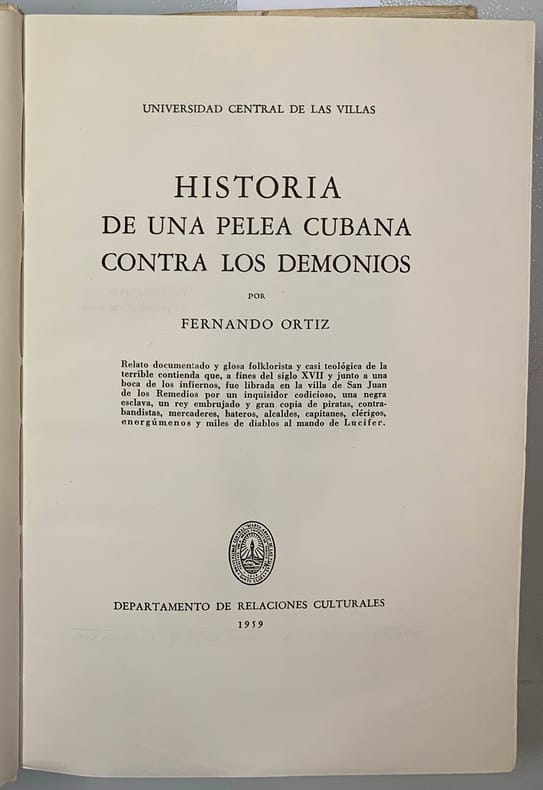 UNIVERSIDAD CENTRAL DE LAS VILLAS
HISTORIA
DE UNA PELEA CUBANA
CONTRA LOS DEMONIOS
POR
FERNANDO ORTIZ
Relato documentado y glosa folklorista y casi teológica de la
terrible contienda que, a fines del siglo XVII y junto a una
boca de los infiernos, fue librada en la villa de San Juan
de los Remedios por un inquisidor codicioso, una negra
esclava, un rey embrujado y gran copia de piratas, contra-
bandistas, mercaderes, hateros, alcaldes, capitanes, clérigos,
energúmenos y miles de diablos al mando de Lucifer.
DEPARTAMENTO DE RELACIONES CULTURALES
1959